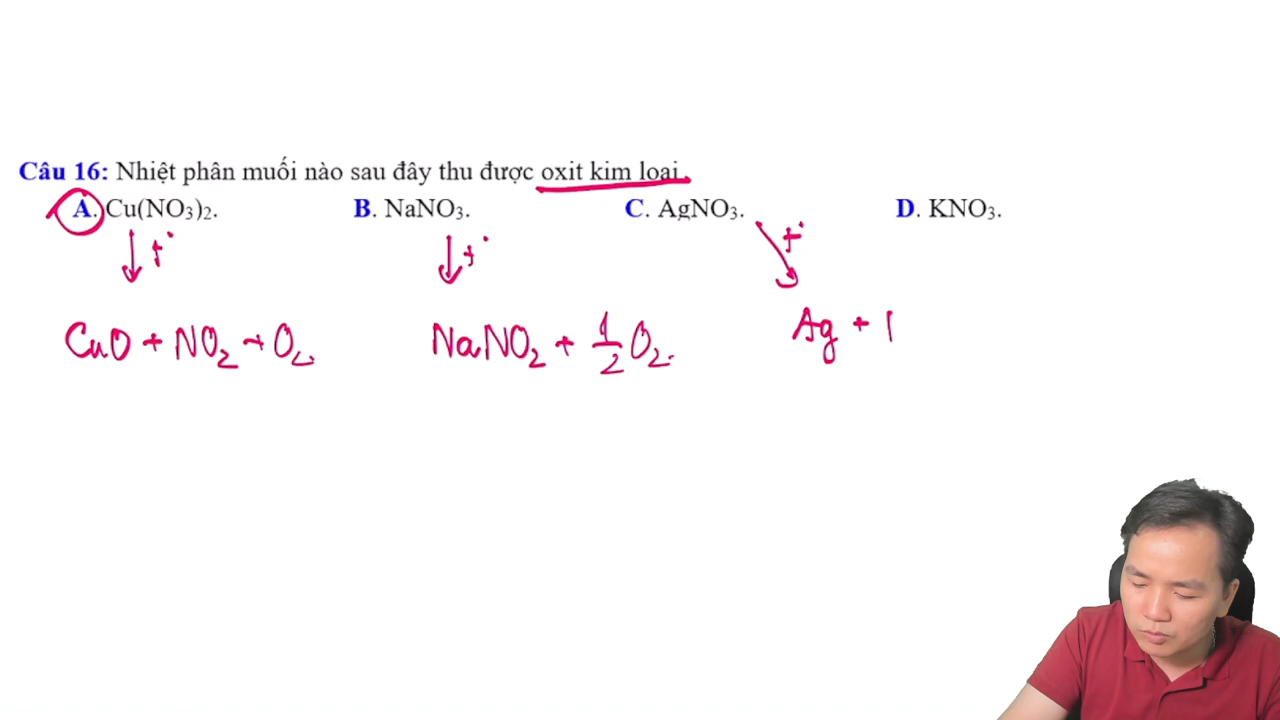 Câu 16: Nhiệt phân muối nào sau đây thu được oxit kim loại
A. Cu(NO₃)₂. B. NaNO₃. C. AgNO₃. D. KNO₃.
t° t° t°
CuO + NO₂ + O₂ NaNO₂ + 1/2 O₂ Ag +